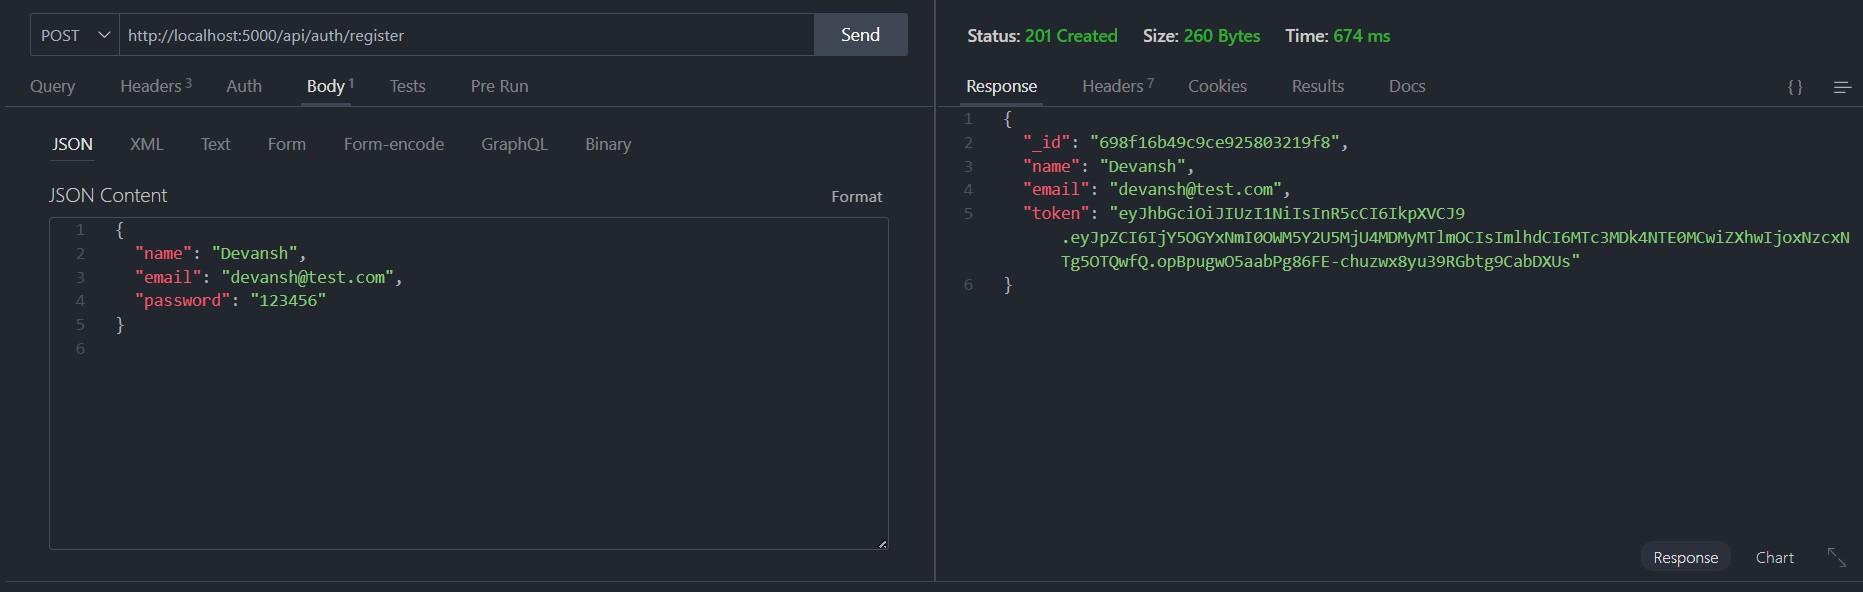 POST http://localhost:5000/api/auth/register Send
Query Headers 3 Auth Body 1 Tests Pre Run
JSON XML Text Form Form-encode GraphQL Binary
JSON Content Format
1 {
2 "name": "Devansh",
3 "email": "devansh@test.com",
4 "password": "123456"
5 }
6
Status: 201 Created Size: 260 Bytes Time: 674 ms
Response Headers 7 Cookies Results Docs { }
1 {
2 "_id": "698f16b49c9ce925803219f8",
3 "name": "Devansh",
4 "email": "devansh@test.com",
5 "token": "eyJhbGciOiJIUzI1NiIsInR5cCI6IkpXVCJ9
.eyJpZCI6IjY5OGYxNmI0OWM5Y2U5MjU4MDMyMTlmOCIsImlhdCI6MTc3MDk4NTE0MCwiZXhwIjoxNzcxN
Tg5OTQwfQ.opBpugwO5aabPg86FE-chuzwx8yu39RGbtg9CabDXUs"
6 }
Response Chart